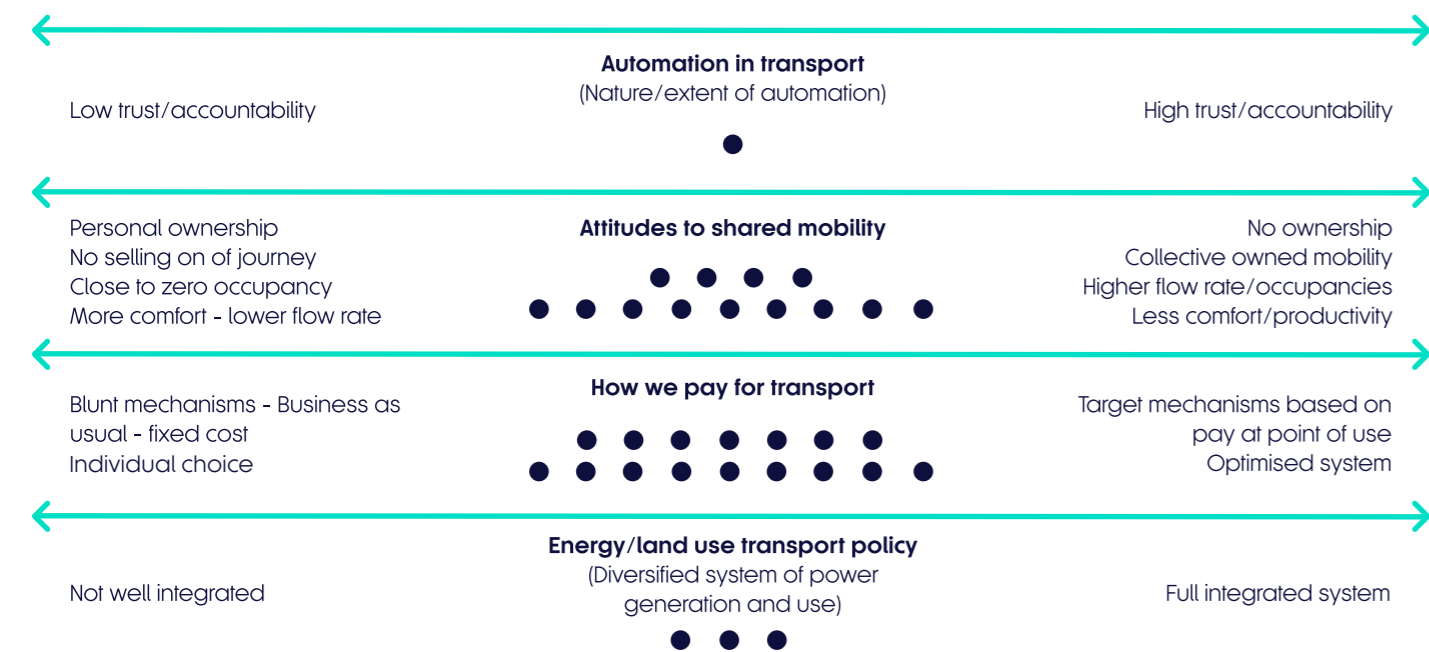 Automation in transport
(Nature/extent of automation)
Low trust/accountability
High trust/accountability
Personal ownership
No selling on of journey
Close to zero occupancy
More comfort - lower flow rate
Attitudes to shared mobility
No ownership
Collective owned mobility
Higher flow rate/occupancies
Less comfort/productivity
How we pay for transport
Blunt mechanisms - Business as
usual - fixed cost
Individual choice
Target mechanisms based on
pay at point of use
Optimised system
Energy/land use transport policy
(Diversified system of power
generation and use)
Not well integrated
Full integrated system